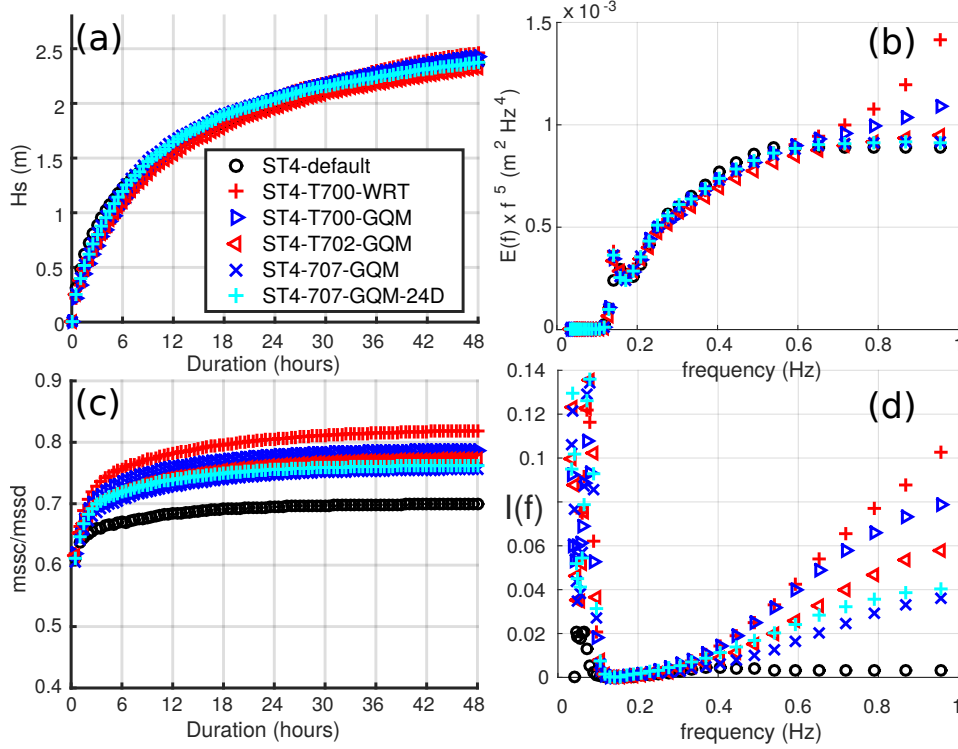 (a)
Hs (m)
2.5
2
1.5
1
0.5
0
0 6 12 18 24 30 36 42 48
Duration (hours)
ST4-default
ST4-T700-WRT
ST4-T700-GQM
ST4-T702-GQM
ST4-707-GQM
ST4-707-GQM-24D
× 10⁻³
(b)
E(f) x f⁵ (m² Hz⁴)
1.5
1
0.5
0
0 0.2 0.4 0.6 0.8 1
frequency (Hz)
(c)
mssc/mssd
0.9
0.8
0.7
0.6
0.5
0.4
0 6 12 18 24 30 36 42 48
Duration (hours)
(d)
I(f)
0.14
0.12
0.1
0.08
0.06
0.04
0.02
0
0 0.2 0.4 0.6 0.8 1
frequency (Hz)